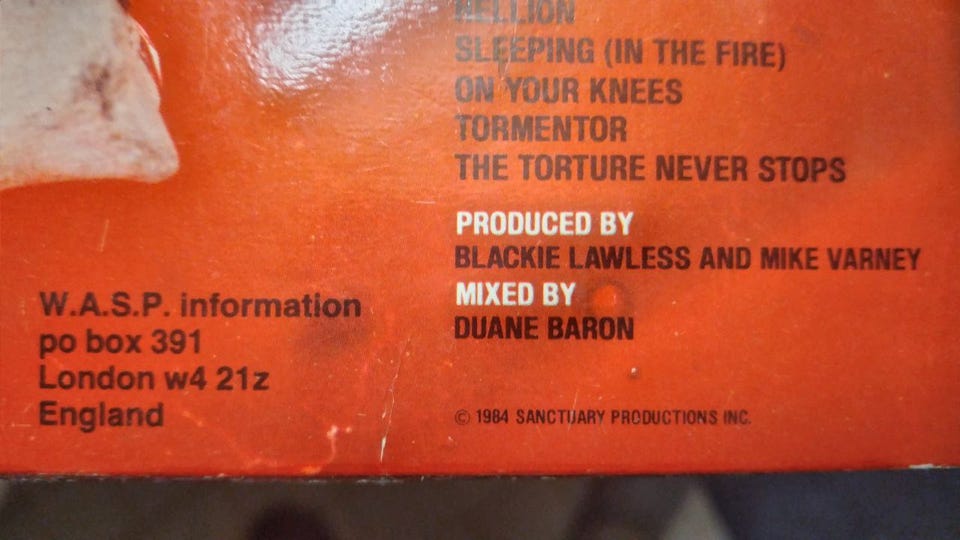 HELLION
SLEEPING (IN THE FIRE)
ON YOUR KNEES
TORMENTOR
THE TORTURE NEVER STOPS
PRODUCED BY
BLACKIE LAWLESS AND MIKE VARNEY
MIXED BY
DUANE BARON
W.A.S.P. information
po box 391
London w4 21z
England
© 1984 SANCTUARY PRODUCTIONS INC.